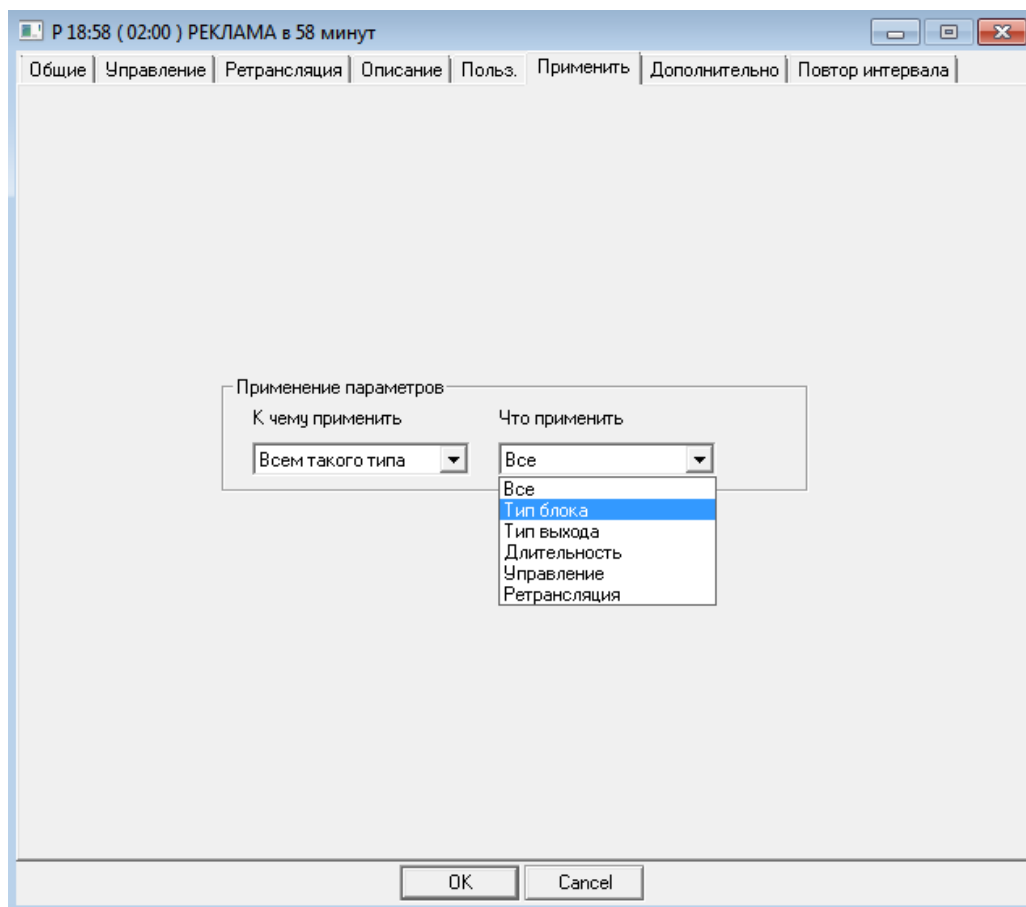 Р 18:58 ( 02:00 ) РЕКЛАМА в 58 минут
Общие Управление Ретрансляция Описание Польз. Применить Дополнительно Повтор интервала
Применение параметров
К чему применить Что применить
Всем такого типа Все
Все
Тип блока
Тип выхода
Длительность
Управление
Ретрансляция
OK Cancel